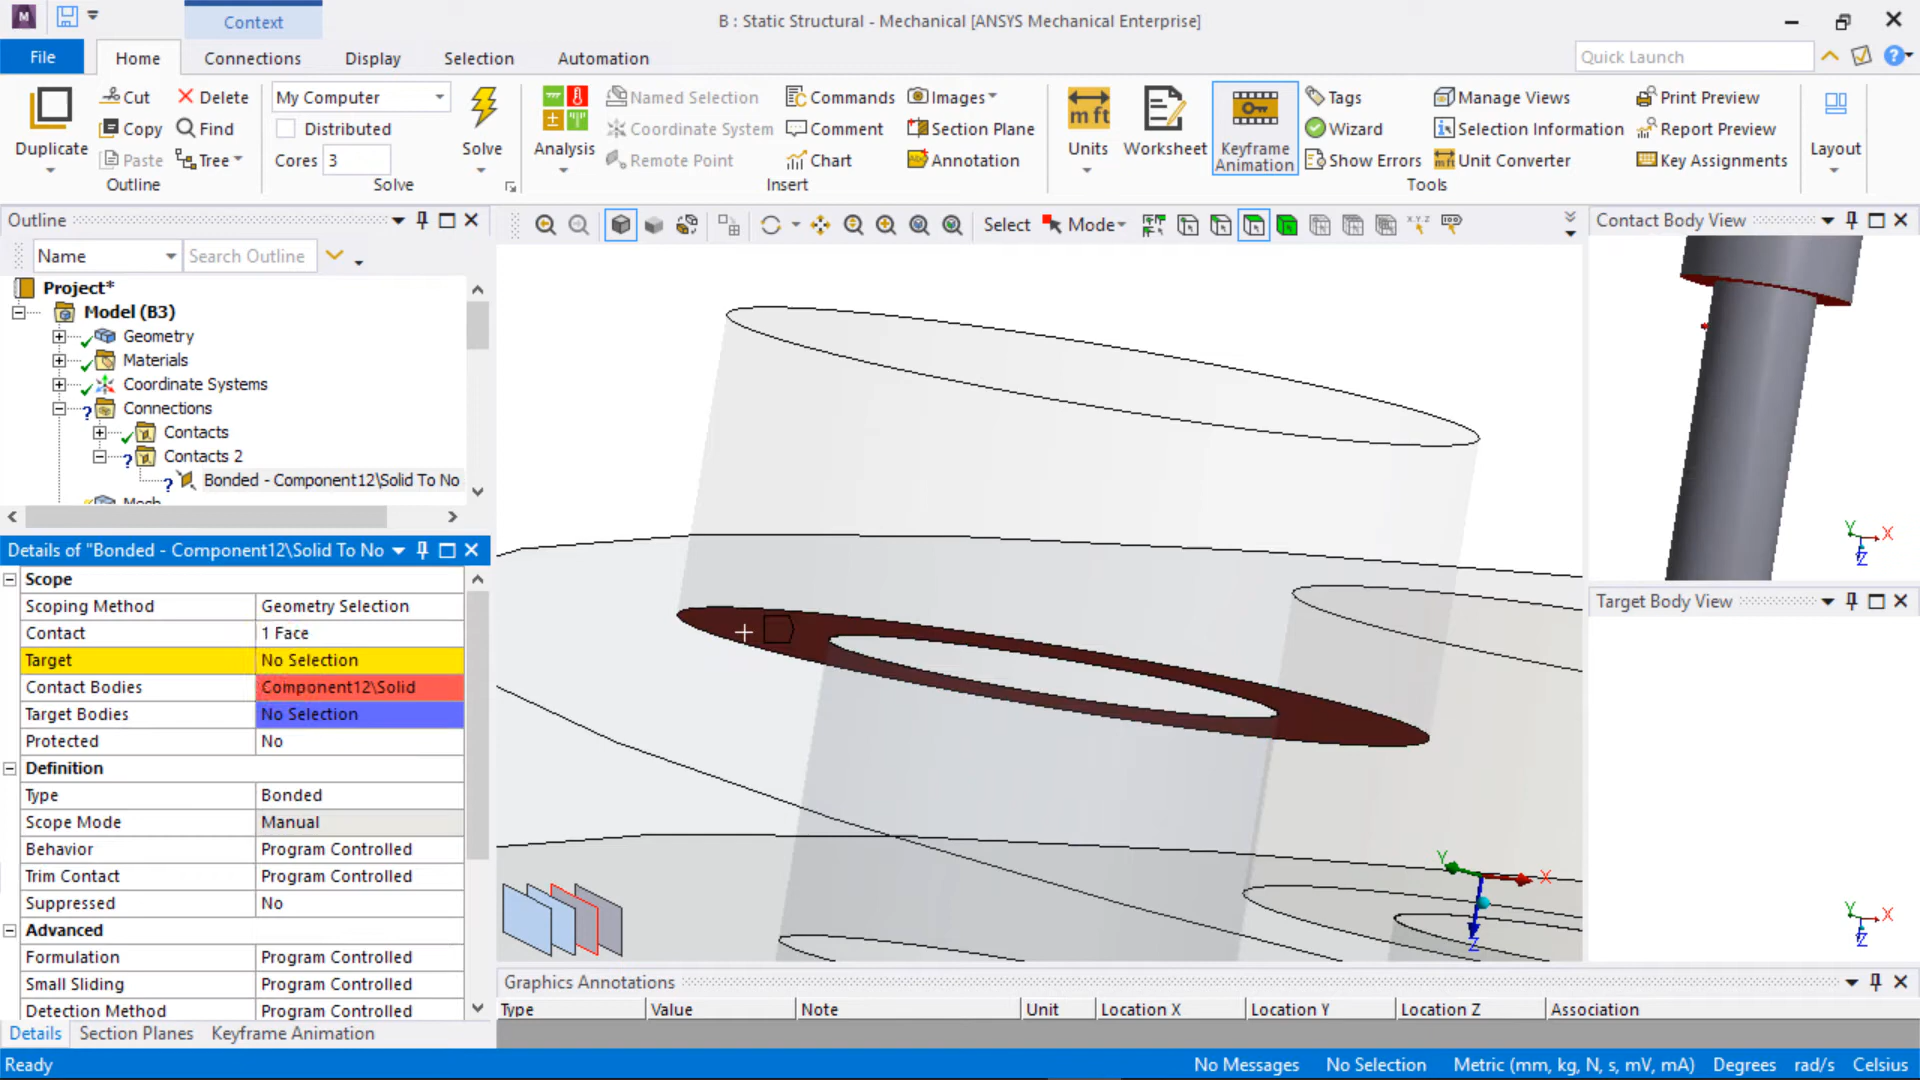 M
Context
B : Static Structural - Mechanical [ANSYS Mechanical Enterprise]
File Home Connections Display Selection Automation
Quick Launch
Duplicate
Cut
Delete
Copy
Find
Paste
Tree
Outline
My Computer
Distributed
Cores 3
Solve
Solve
Analysis
Named Selection
Coordinate System
Remote Point
Commands
Comment
Chart
Images
Section Plane
Annotation
Insert
mft
Units
Worksheet
Keyframe
Animation
Tags
Wizard
Show Errors
Manage Views
Selection Information
mft Unit Converter
Print Preview
Report Preview
Key Assignments
Tools
Layout
Outline
Name
Search Outline
Project*
Model (B3)
Geometry
Materials
Coordinate Systems
Connections
Contacts
Contacts 2
Bonded - Component12\Solid To No
Mesh
Select
Mode
Contact Body View
Y X
Z
Target Body View
Y X
Z
Y X
Z
Details of "Bonded - Component12\Solid To No
Scope
Scoping Method Geometry Selection
Contact 1 Face
Target No Selection
Contact Bodies Component12\Solid
Target Bodies No Selection
Protected No
Definition
Type Bonded
Scope Mode Manual
Behavior Program Controlled
Trim Contact Program Controlled
Suppressed No
Advanced
Formulation Program Controlled
Small Sliding Program Controlled
Detection Method Program Controlled
Details Section Planes Keyframe Animation
Graphics Annotations
Type Value Note Unit Location X Location Y Location Z Association
Ready
No Messages No Selection Metric (mm, kg, N, s, mV, mA) Degrees rad/s Celsius